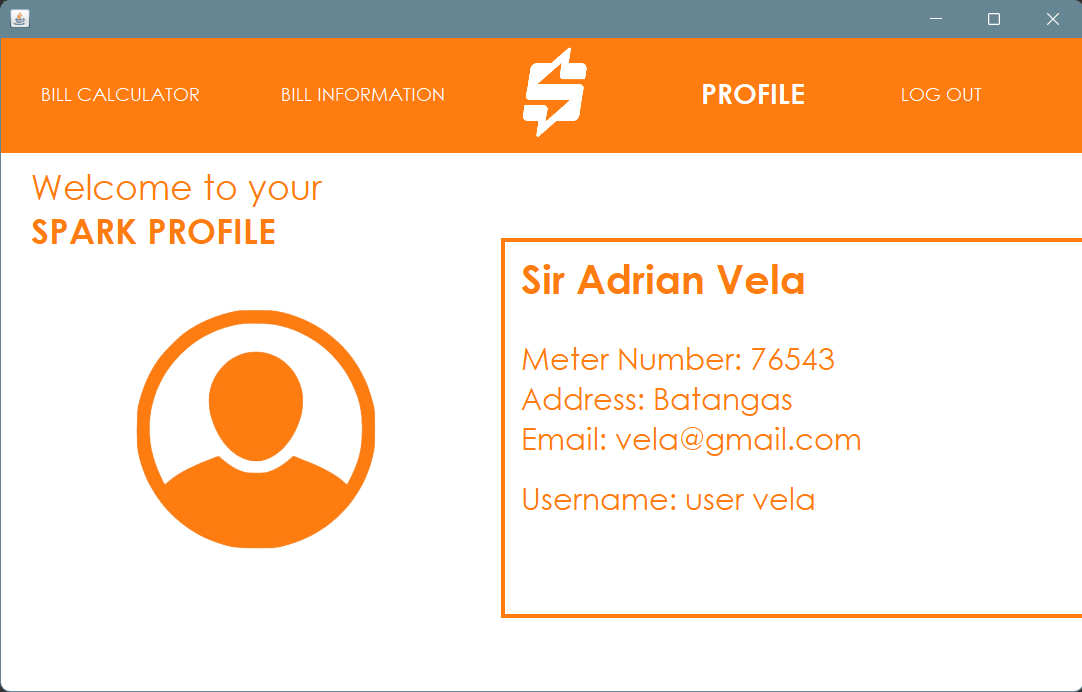 BILL CALCULATOR
BILL INFORMATION
PROFILE
LOG OUT
Welcome to your
SPARK PROFILE
Sir Adrian Vela
Meter Number: 76543
Address: Batangas
Email: vela@gmail.com
Username: user vela